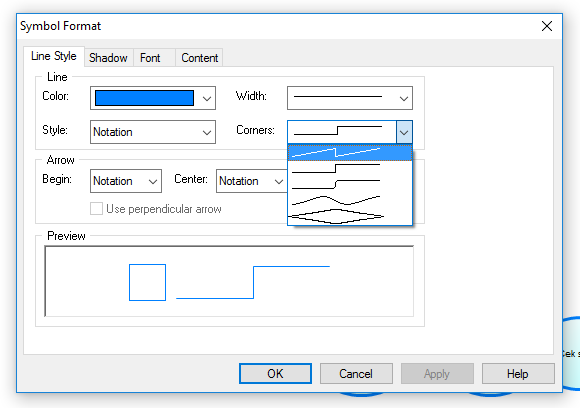 Symbol Format
Line Style Shadow Font Content
Line
Color: Width:
Style: Notation Corners:
Arrow
Begin: Notation Center: Notation
Use perpendicular arrow
Preview
OK Cancel Apply Help